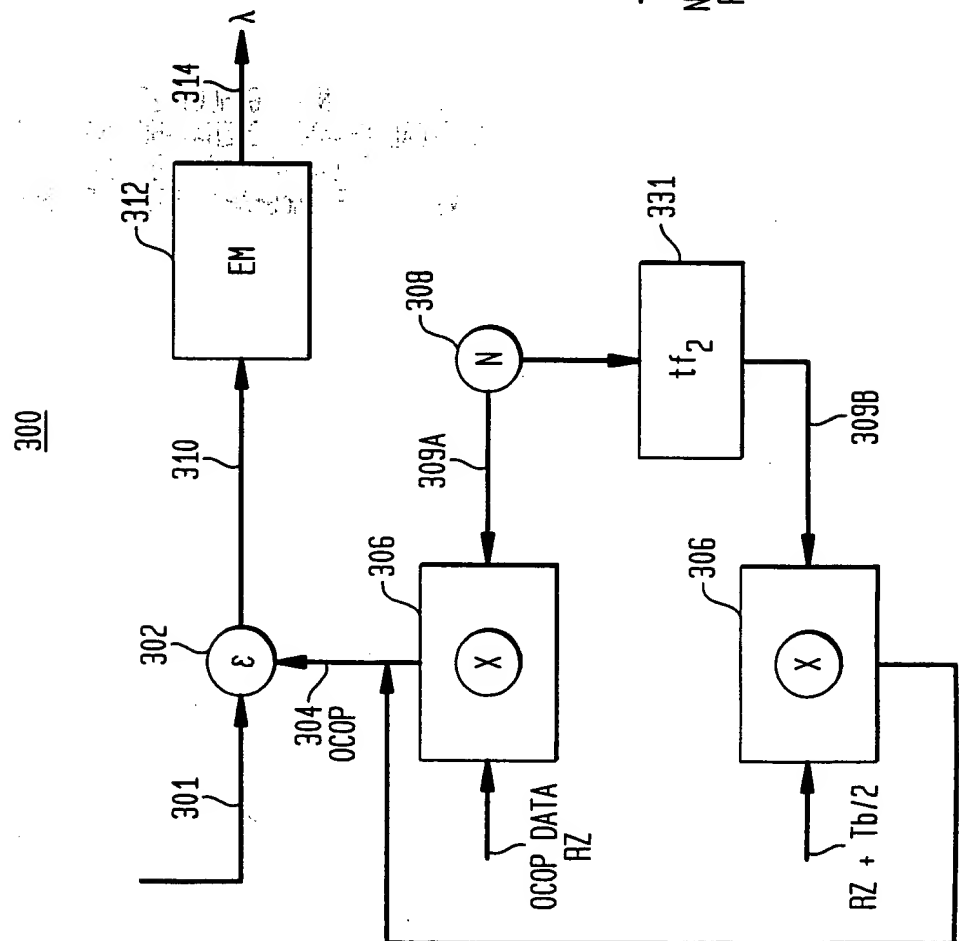 300
301
302
ε
310
312
EM
314
λ
304
OCOP
306
X
OCOP DATA
RZ
309A
308
N
331
tf2
309B
306
X
RZ + Tb/2
N